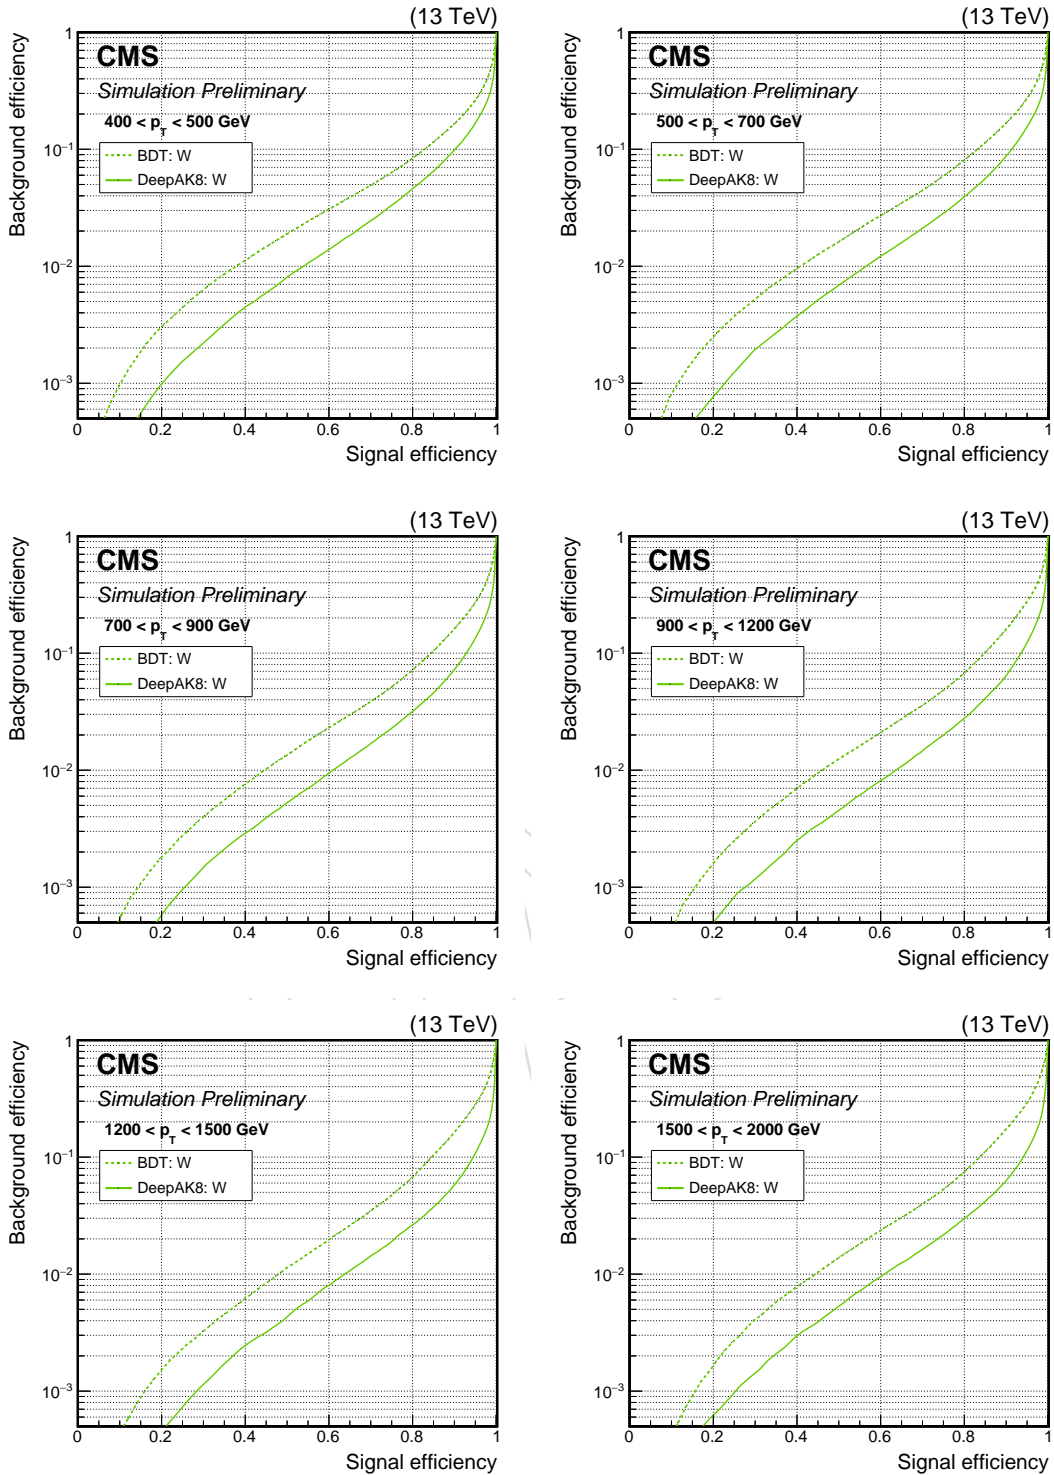 (13 TeV)
CMS
Simulation Preliminary
400 < p_T < 500 GeV
BDT: W
DeepAK8: W
Background efficiency
1
10⁻¹
10⁻²
10⁻³
0 0.2 0.4 0.6 0.8 1
Signal efficiency
(13 TeV)
CMS
Simulation Preliminary
500 < p_T < 700 GeV
BDT: W
DeepAK8: W
Background efficiency
1
10⁻¹
10⁻²
10⁻³
0 0.2 0.4 0.6 0.8 1
Signal efficiency
(13 TeV)
CMS
Simulation Preliminary
700 < p_T < 900 GeV
BDT: W
DeepAK8: W
Background efficiency
1
10⁻¹
10⁻²
10⁻³
0 0.2 0.4 0.6 0.8 1
Signal efficiency
(13 TeV)
CMS
Simulation Preliminary
900 < p_T < 1200 GeV
BDT: W
DeepAK8: W
Background efficiency
1
10⁻¹
10⁻²
10⁻³
0 0.2 0.4 0.6 0.8 1
Signal efficiency
(13 TeV)
CMS
Simulation Preliminary
1200 < p_T < 1500 GeV
BDT: W
DeepAK8: W
Background efficiency
1
10⁻¹
10⁻²
10⁻³
0 0.2 0.4 0.6 0.8 1
Signal efficiency
(13 TeV)
CMS
Simulation Preliminary
1500 < p_T < 2000 GeV
BDT: W
DeepAK8: W
Background efficiency
1
10⁻¹
10⁻²
10⁻³
0 0.2 0.4 0.6 0.8 1
Signal efficiency